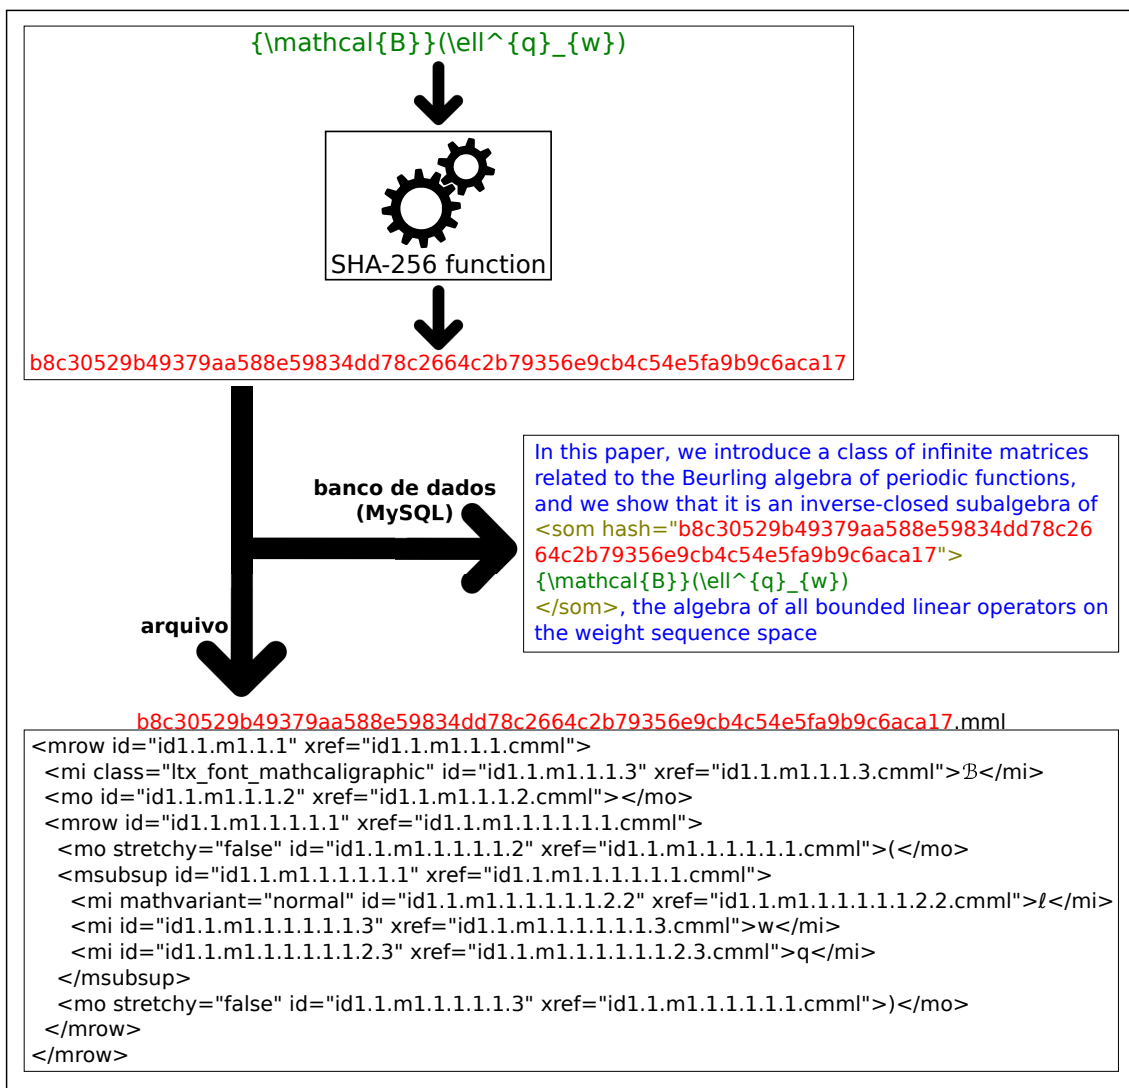 {\mathcal{B}}(\ell^{q}_{w})
SHA-256 function
b8c30529b49379aa588e59834dd78c2664c2b79356e9cb4c54e5fa9b9c6aca17
banco de dados
(MySQL)
In this paper, we introduce a class of infinite matrices
related to the Beurling algebra of periodic functions,
and we show that it is an inverse-closed subalgebra of
<som hash="b8c30529b49379aa588e59834dd78c26
64c2b79356e9cb4c54e5fa9b9c6aca17">
{\mathcal{B}}(\ell^{q}_{w})
</som>, the algebra of all bounded linear operators on
the weight sequence space
arquivo
b8c30529b49379aa588e59834dd78c2664c2b79356e9cb4c54e5fa9b9c6aca17.mml
<mrow id="id1.1.m1.1.1" xref="id1.1.m1.1.1.cmml">
  <mi class="ltx_font_mathcaligraphic" id="id1.1.m1.1.1.3" xref="id1.1.m1.1.1.3.cmml">ℬ</mi>
  <mo id="id1.1.m1.1.1.2" xref="id1.1.m1.1.1.2.cmml"></mo>
  <mrow id="id1.1.m1.1.1.1.1" xref="id1.1.m1.1.1.1.1.1.cmml">
    <mo stretchy="false" id="id1.1.m1.1.1.1.1.2" xref="id1.1.m1.1.1.1.1.1.cmml">(</mo>
    <msubsup id="id1.1.m1.1.1.1.1.1" xref="id1.1.m1.1.1.1.1.1.cmml">
      <mi mathvariant="normal" id="id1.1.m1.1.1.1.1.1.2.2" xref="id1.1.m1.1.1.1.1.1.2.2.cmml">ℓ</mi>
      <mi id="id1.1.m1.1.1.1.1.1.3" xref="id1.1.m1.1.1.1.1.1.3.cmml">w</mi>
      <mi id="id1.1.m1.1.1.1.1.1.2.3" xref="id1.1.m1.1.1.1.1.1.2.3.cmml">q</mi>
    </msubsup>
    <mo stretchy="false" id="id1.1.m1.1.1.1.1.3" xref="id1.1.m1.1.1.1.1.1.cmml">)</mo>
  </mrow>
</mrow>